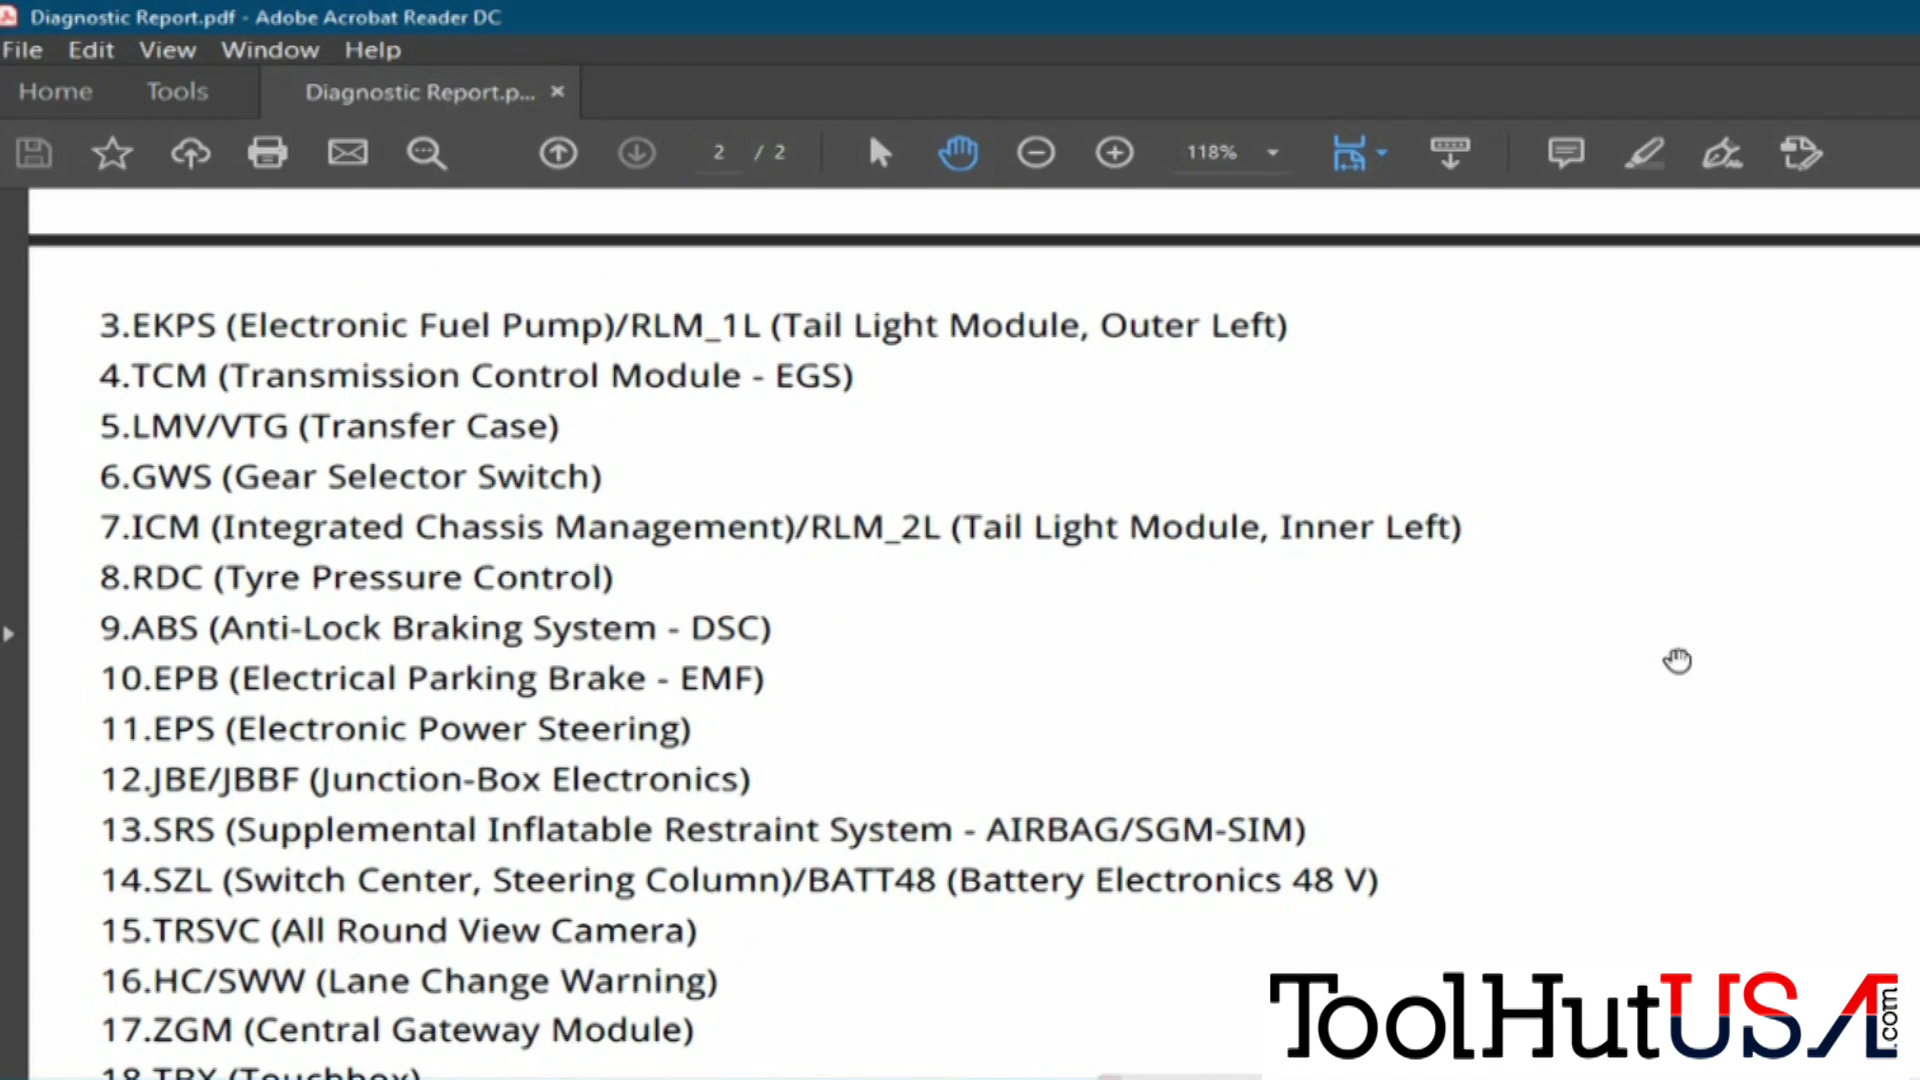 Diagnostic Report.pdf - Adobe Acrobat Reader DC
File Edit View Window Help
Home Tools Diagnostic Report.p... ×
2 / 2 118%
3.EKPS (Electronic Fuel Pump)/RLM_1L (Tail Light Module, Outer Left)
4.TCM (Transmission Control Module - EGS)
5.LMV/VTG (Transfer Case)
6.GWS (Gear Selector Switch)
7.ICM (Integrated Chassis Management)/RLM_2L (Tail Light Module, Inner Left)
8.RDC (Tyre Pressure Control)
9.ABS (Anti-Lock Braking System - DSC)
10.EPB (Electrical Parking Brake - EMF)
11.EPS (Electronic Power Steering)
12.JBE/JBBF (Junction-Box Electronics)
13.SRS (Supplemental Inflatable Restraint System - AIRBAG/SGM-SIM)
14.SZL (Switch Center, Steering Column)/BATT48 (Battery Electronics 48 V)
15.TRSVC (All Round View Camera)
16.HC/SWW (Lane Change Warning)
17.ZGM (Central Gateway Module)
18.TBX (Touchbox)
ToolHutUSA.com